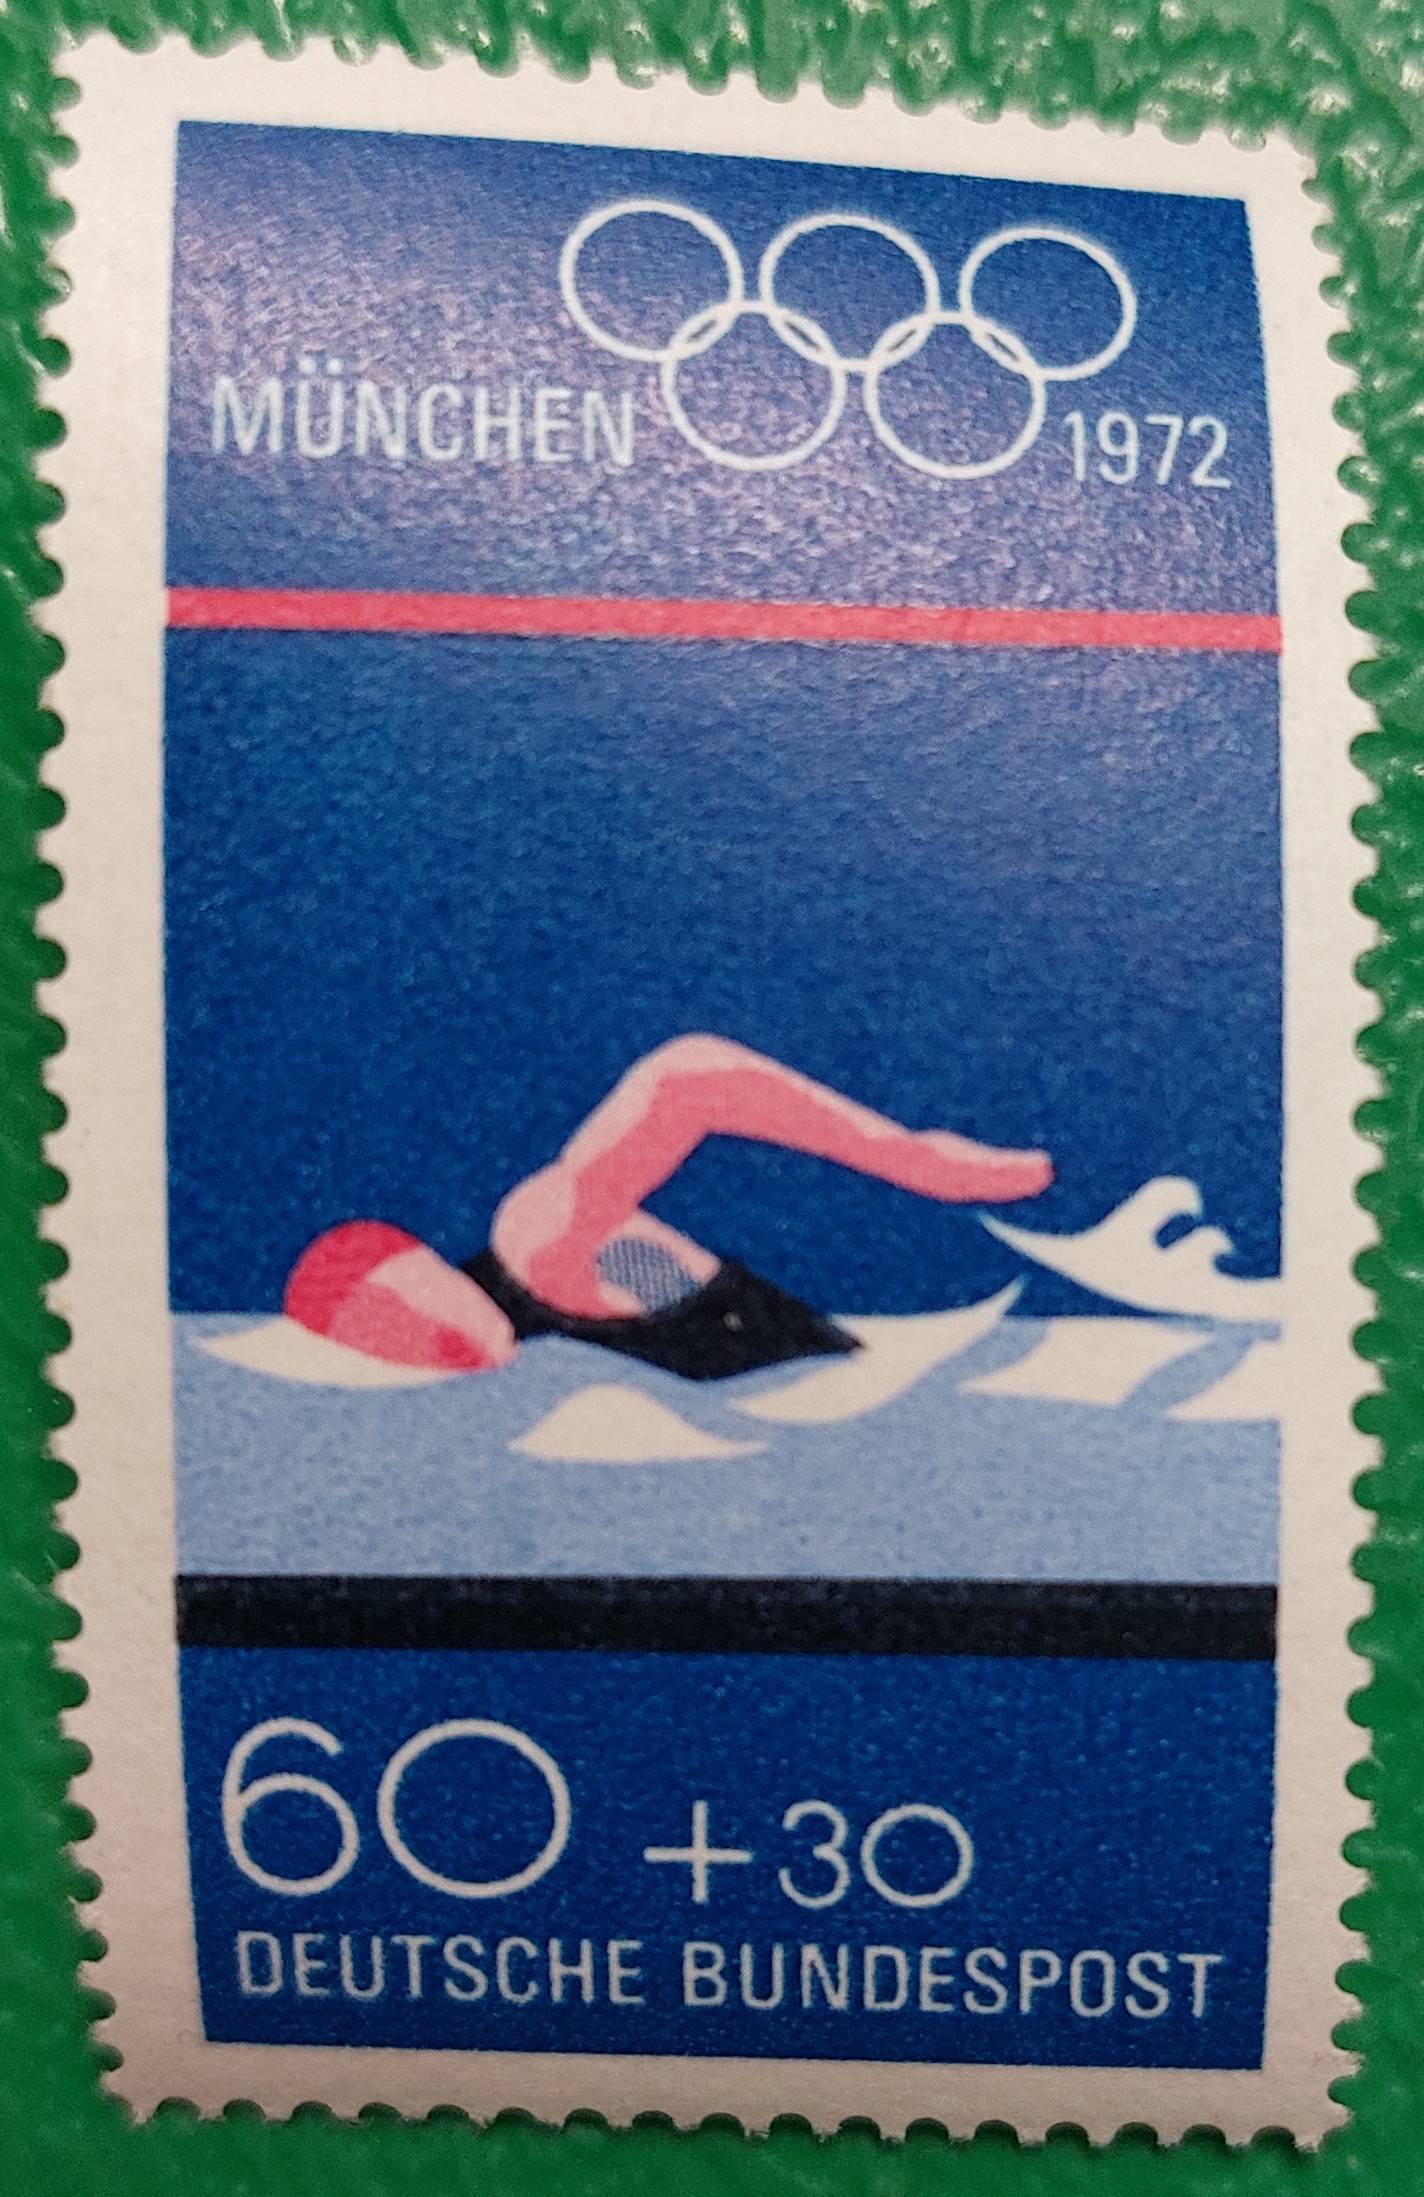 MÜNCHEN 1972
60 + 30
DEUTSCHE BUNDESPOST